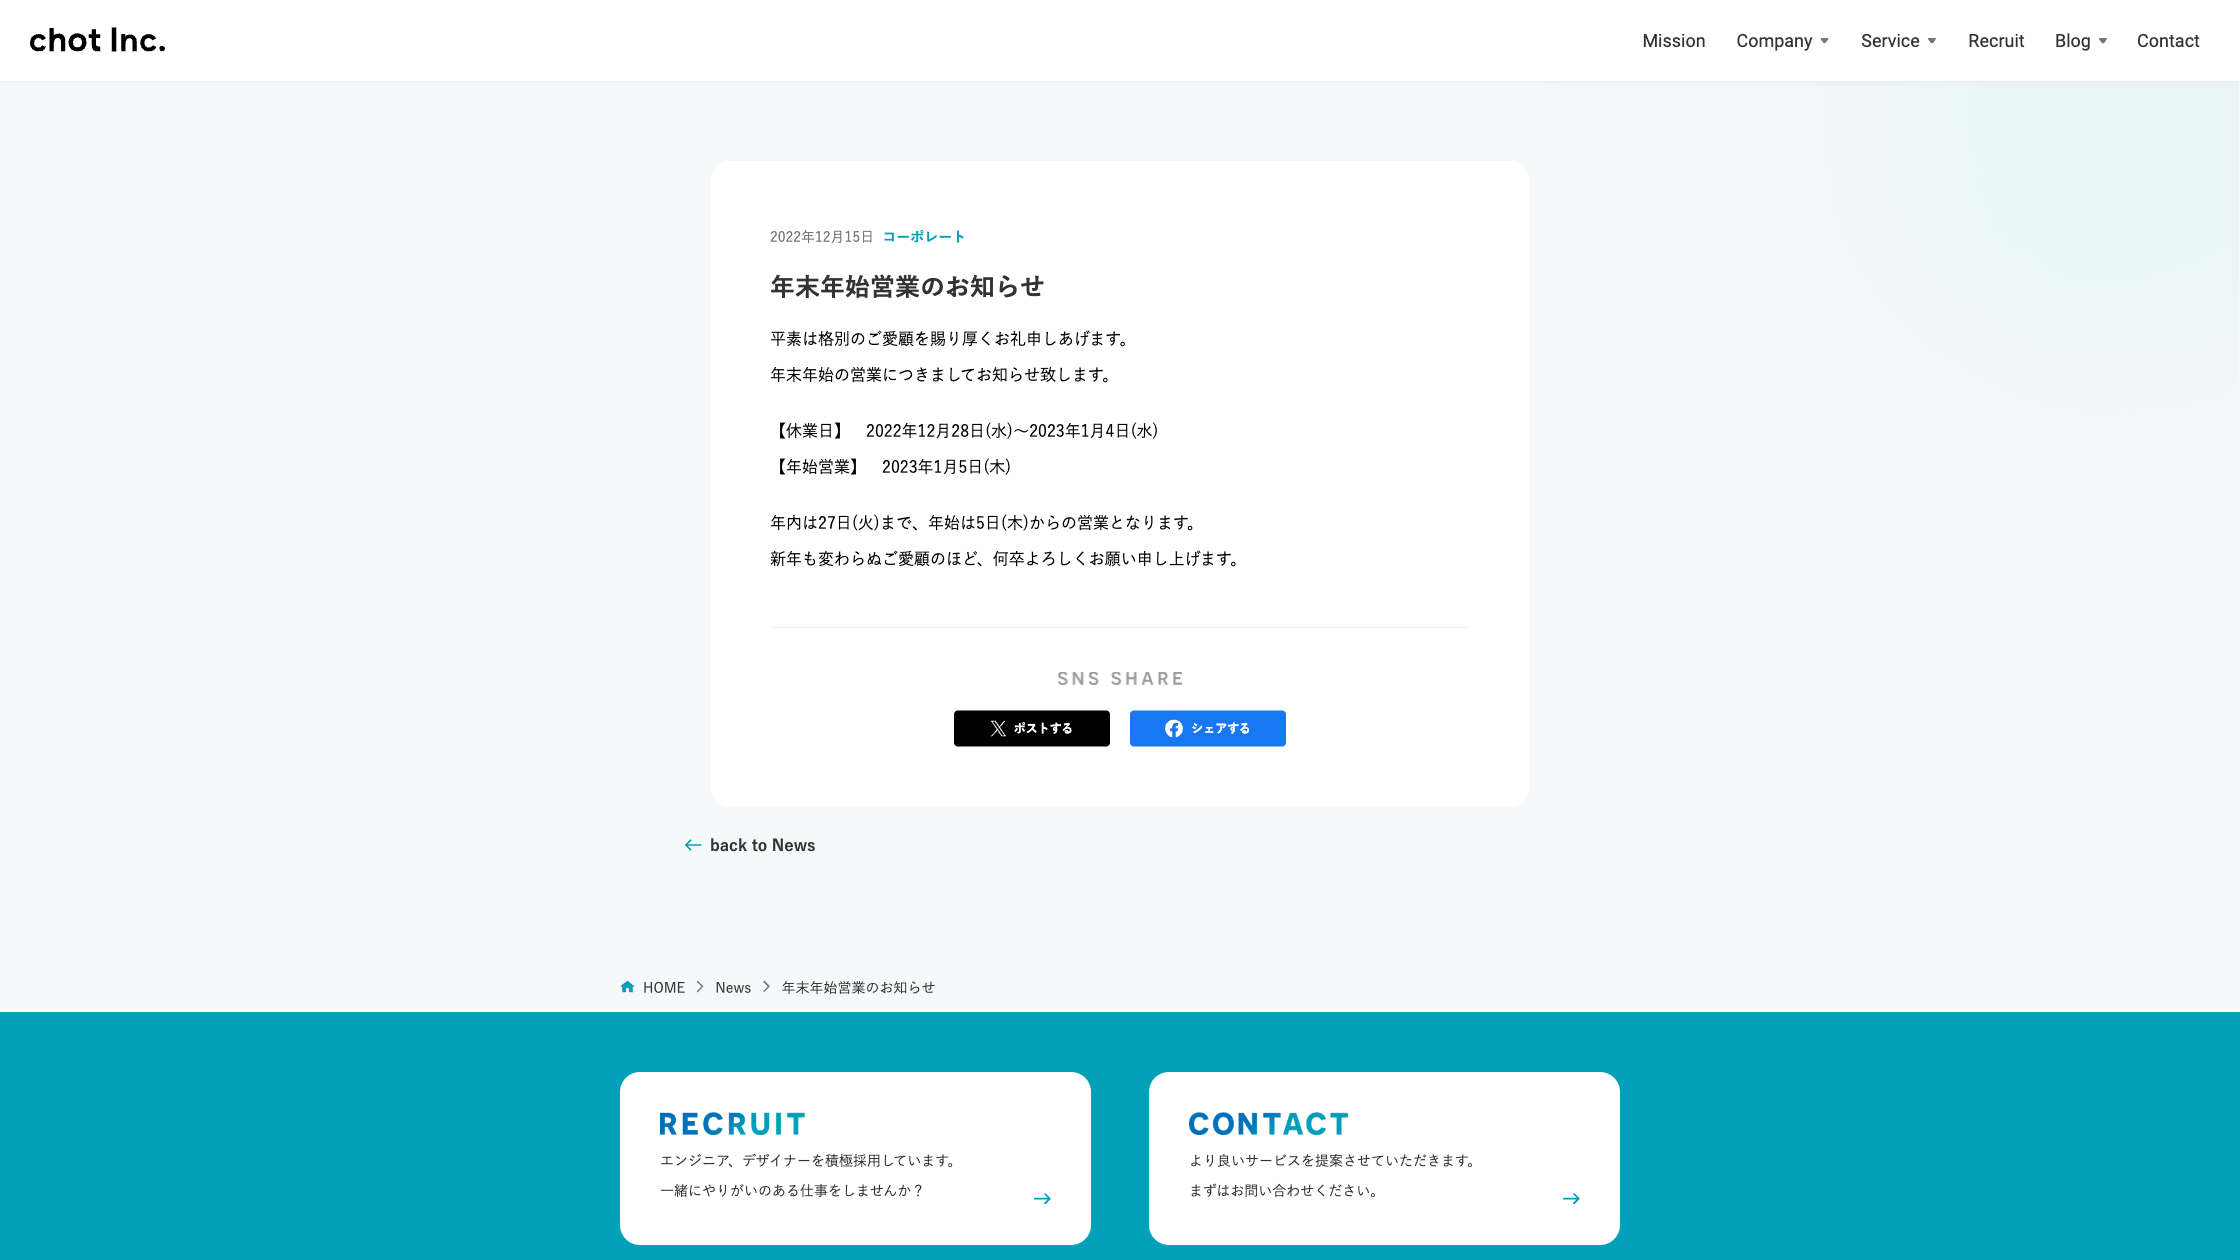 chot Inc.
Mission Company Service Recruit Blog Contact
2022年12月15日 コーポレート
年末年始営業のお知らせ
平素は格別のご愛顧を賜り厚くお礼申しあげます。
年末年始の営業につきましてお知らせ致します。
【休業日】　2022年12月28日(水)〜2023年1月4日(水)
【年始営業】　2023年1月5日(木)
年内は27日(火)まで、年始は5日(木)からの営業となります。
新年も変わらぬご愛顧のほど、何卒よろしくお願い申し上げます。
SNS SHARE
ポストする シェアする
back to News
HOME News 年末年始営業のお知らせ
RECRUIT
エンジニア、デザイナーを積極採用しています。
一緒にやりがいのある仕事をしませんか？
CONTACT
より良いサービスを提案させていただきます。
まずはお問い合わせください。